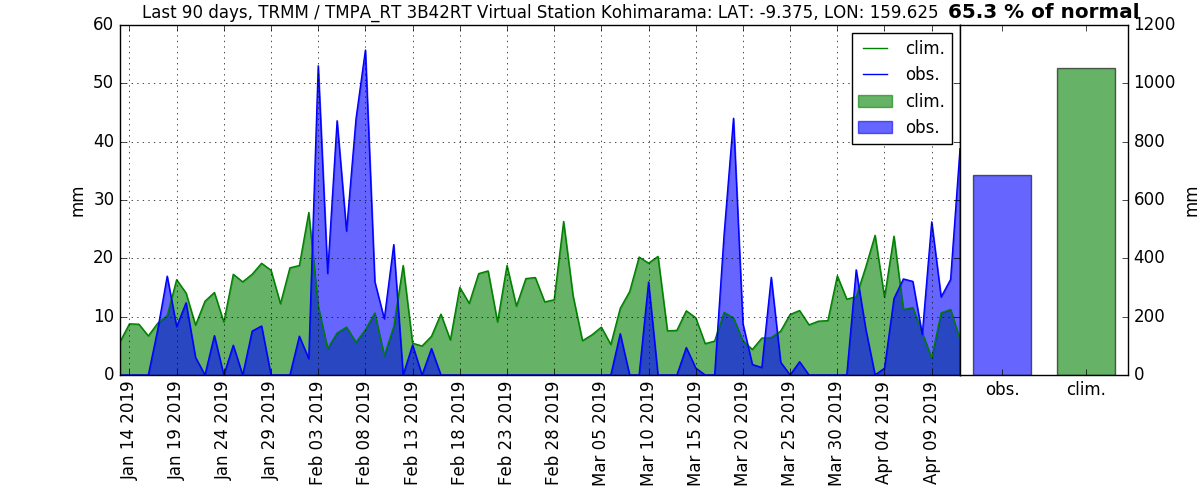 Last 90 days, TRMM / TMPA_RT 3B42RT Virtual Station Kohimarama: LAT: -9.375, LON: 159.625 65.3 % of normal
60
50
40
30
20
10
0
mm
clim.
obs.
clim.
obs.
1200
1000
800
600
400
200
0
mm
Jan 14 2019
Jan 19 2019
Jan 24 2019
Jan 29 2019
Feb 03 2019
Feb 08 2019
Feb 13 2019
Feb 18 2019
Feb 23 2019
Feb 28 2019
Mar 05 2019
Mar 10 2019
Mar 15 2019
Mar 20 2019
Mar 25 2019
Mar 30 2019
Apr 04 2019
Apr 09 2019
obs.
clim.